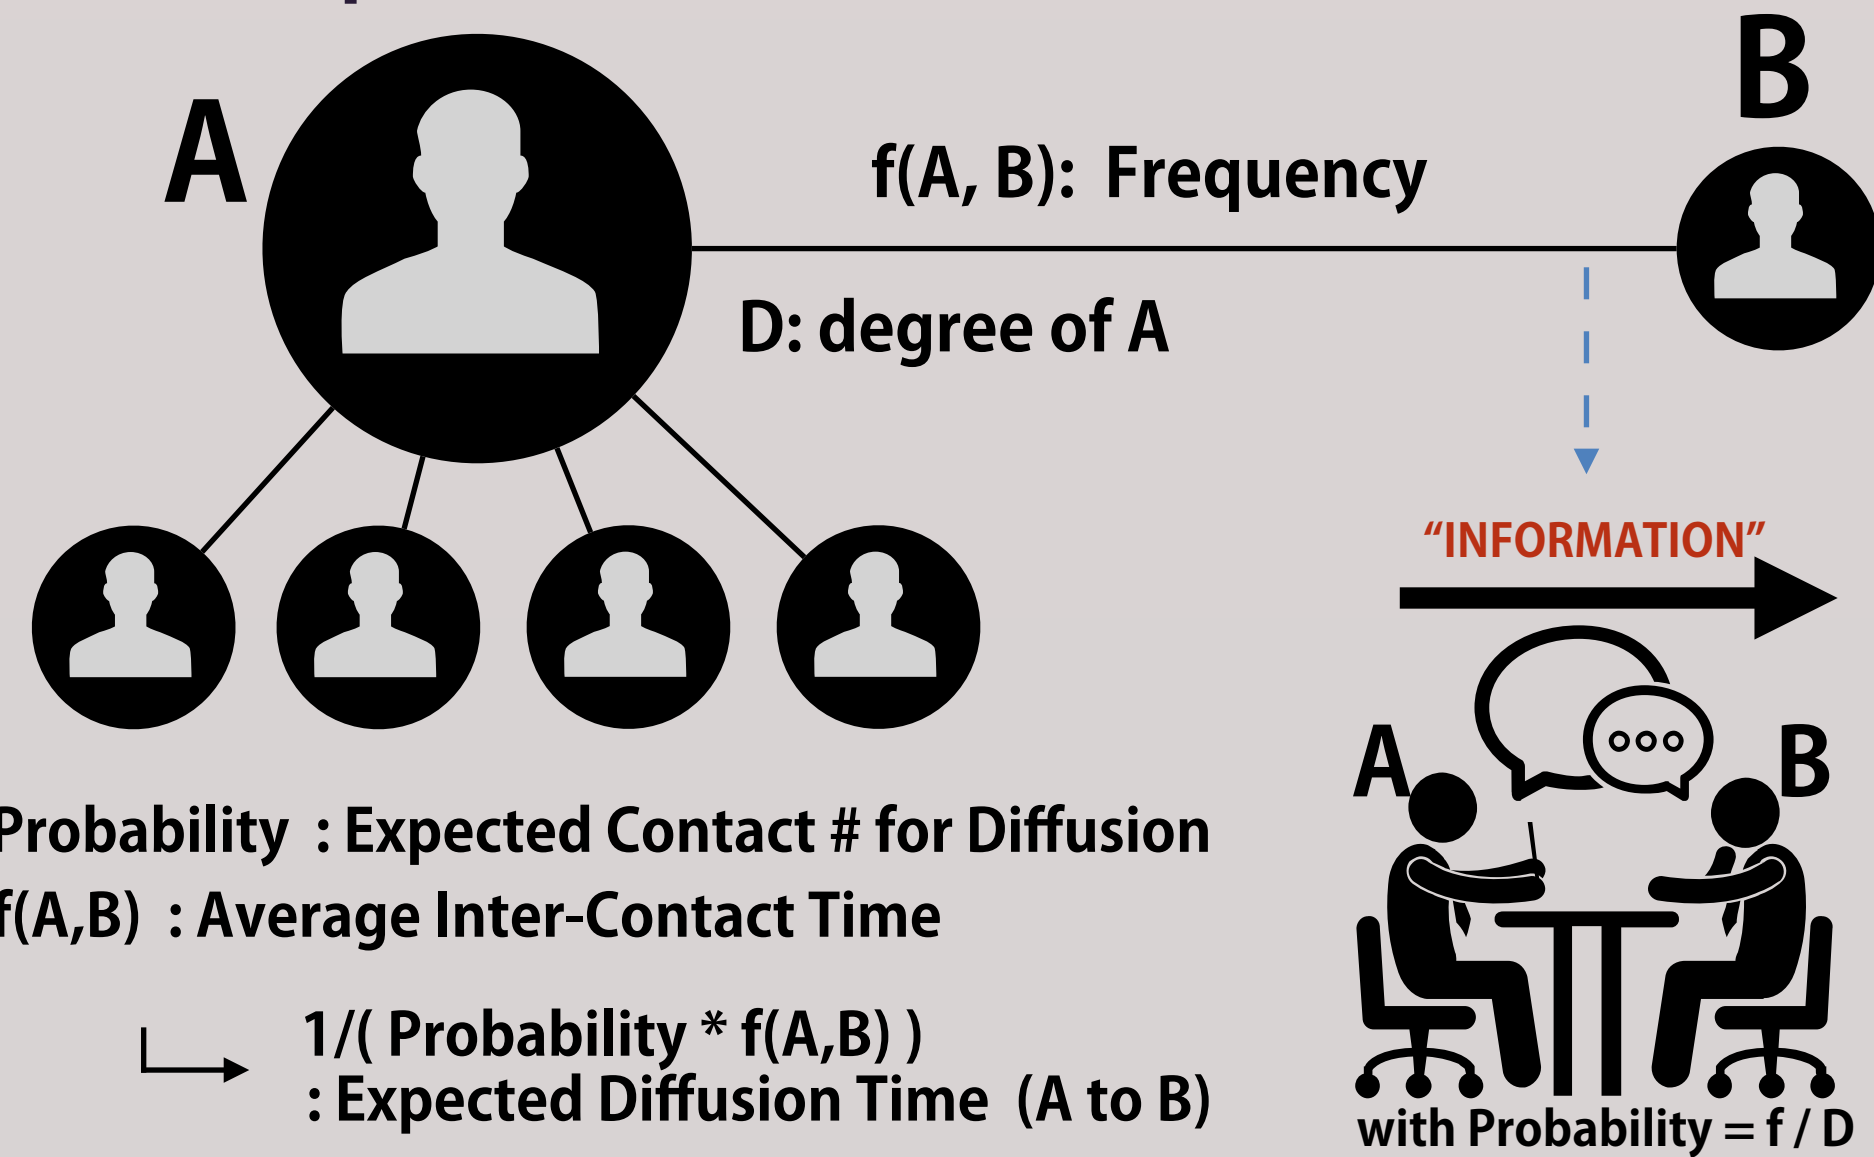 A
B
f(A, B): Frequency
D: degree of A
“INFORMATION”
A
B
Probability : Expected Contact # for Diffusion
f(A,B) : Average Inter-Contact Time
1/( Probability * f(A,B) )
: Expected Diffusion Time (A to B)
with Probability = f / D